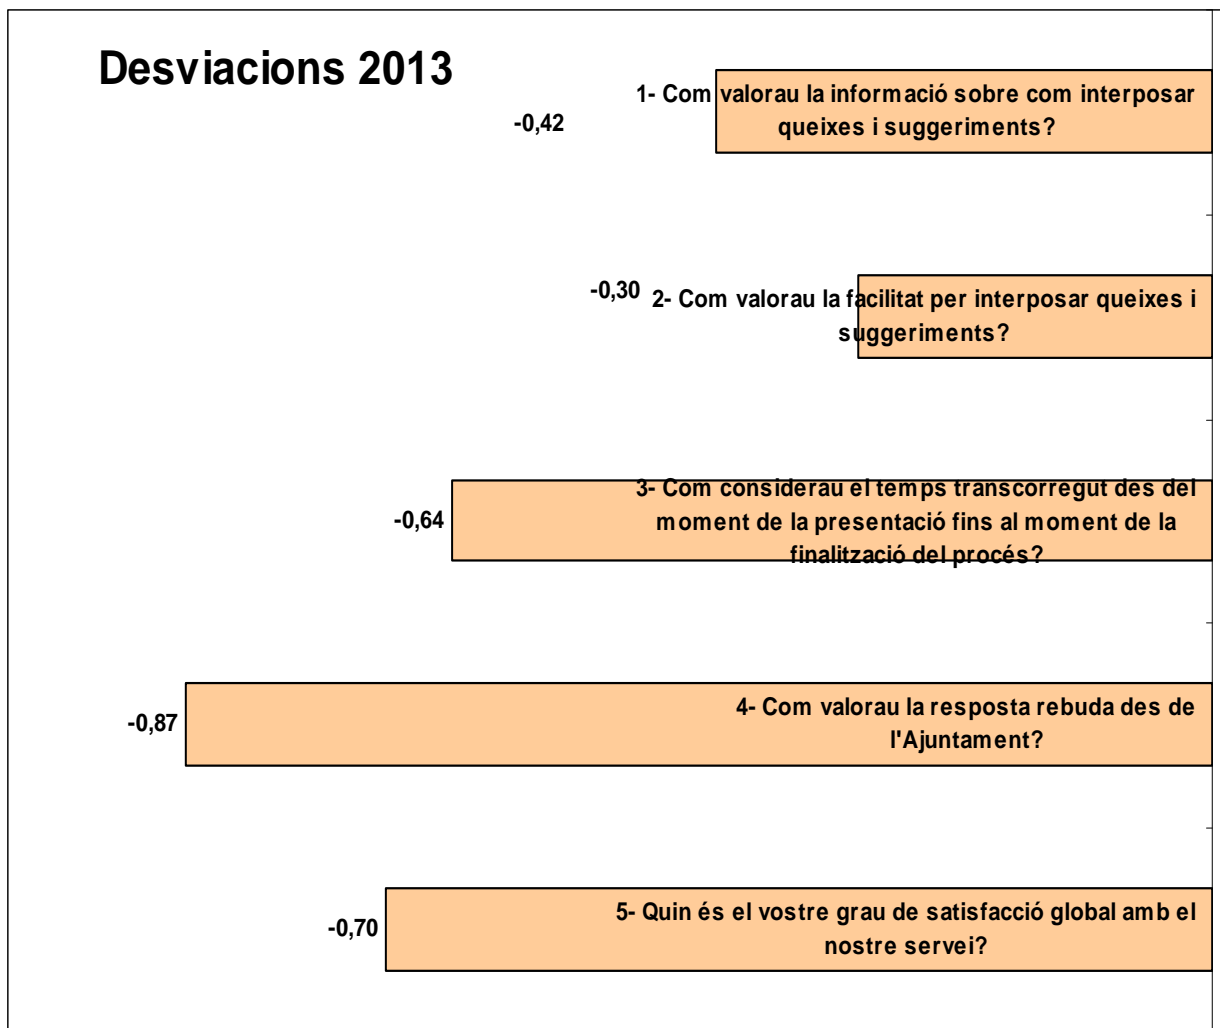 Desviacions 2013
1- Com valorau la informació sobre com interposar
queixes i suggeriments?
-0,42
-0,30
2- Com valorau la facilitat per interposar queixes i
suggeriments?
3- Com considerau el temps transcorregut des del
moment de la presentació fins al moment de la
finalització del procés?
-0,64
4- Com valorau la resposta rebuda des de
l'Ajuntament?
-0,87
5- Quin és el vostre grau de satisfacció global amb el
nostre servei?
-0,70